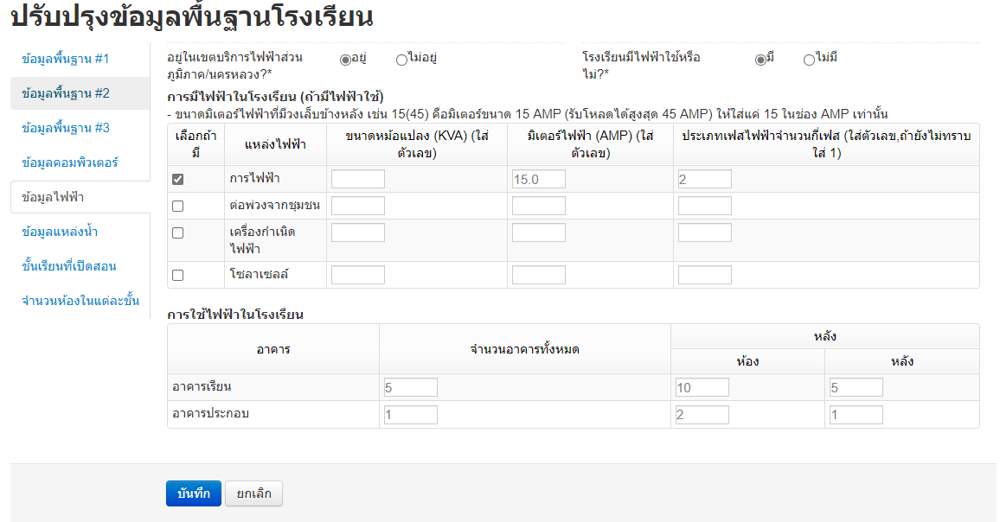 ปรับปรุงข้อมูลพื้นฐานโรงเรียน
ข้อมูลพื้นฐาน #1
ข้อมูลพื้นฐาน #2
ข้อมูลพื้นฐาน #3
ข้อมูลคอมพิวเตอร์
ข้อมูลไฟฟ้า
ข้อมูลแหล่งน้ำ
ชั้นเรียนที่เปิดสอน
จำนวนห้องในแต่ละชั้น
อยู่ในเขตบริการไฟฟ้าส่วน
ภูมิภาค/นครหลวง?*
อยู่ ไม่อยู่
โรงเรียนมีไฟฟ้าใช้หรือ
ไม่?*
มี ไม่มี
การมีไฟฟ้าในโรงเรียน (ถ้ามีไฟฟ้าใช้)
- ขนาดมิเตอร์ไฟฟ้าที่มีวงเล็บข้างหลัง เช่น 15(45) คือมิเตอร์ขนาด 15 AMP (รับโหลดได้สูงสุด 45 AMP) ให้ใส่แค่ 15 ในช่อง AMP เท่านั้น
เลือกถ้า
มี
แหล่งไฟฟ้า
ขนาดหม้อแปลง (KVA) (ใส่
ตัวเลข)
มิเตอร์ไฟฟ้า (AMP) (ใส่
ตัวเลข)
ประเภทเฟสไฟฟ้าจำนวนกี่เฟส (ใส่ตัวเลข,ถ้ายังไม่ทราบ
ใส่ 1)
การไฟฟ้า 15.0 2
ต่อพ่วงจากชุมชน
เครื่องกำเนิด
ไฟฟ้า
โซลาเซลล์
การใช้ไฟฟ้าในโรงเรียน
อาคาร จำนวนอาคารทั้งหมด หลัง
ห้อง หลัง
อาคารเรียน 5 10 5
อาคารประกอบ 1 2 1
บันทึก ยกเลิก